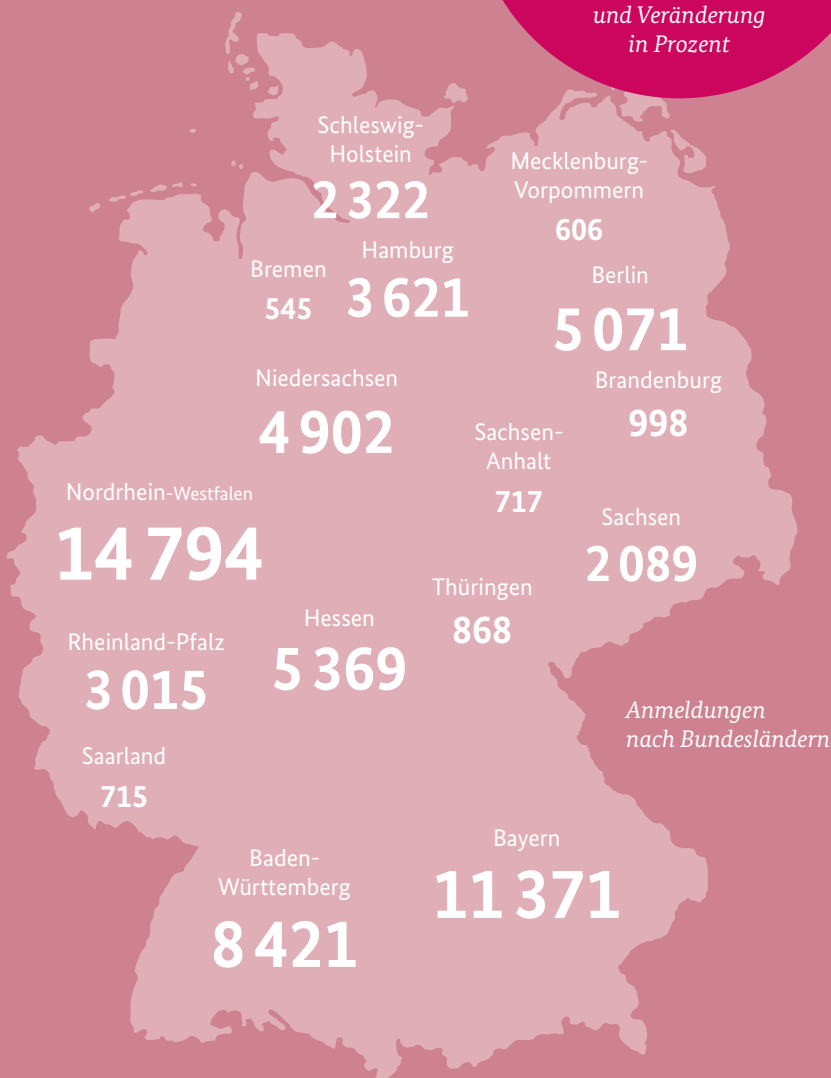 und Veränderung
in Prozent
Schleswig-
Holstein
2 322
Mecklenburg-
Vorpommern
606
Hamburg
3 621
Bremen
545
Berlin
5 071
Niedersachsen
4 902
Brandenburg
998
Sachsen-
Anhalt
717
Nordrhein-Westfalen
14 794
Sachsen
2 089
Thüringen
868
Hessen
5 369
Rheinland-Pfalz
3 015
Anmeldungen
nach Bundesländern
Saarland
715
Bayern
11 371
Baden-
Württemberg
8 421